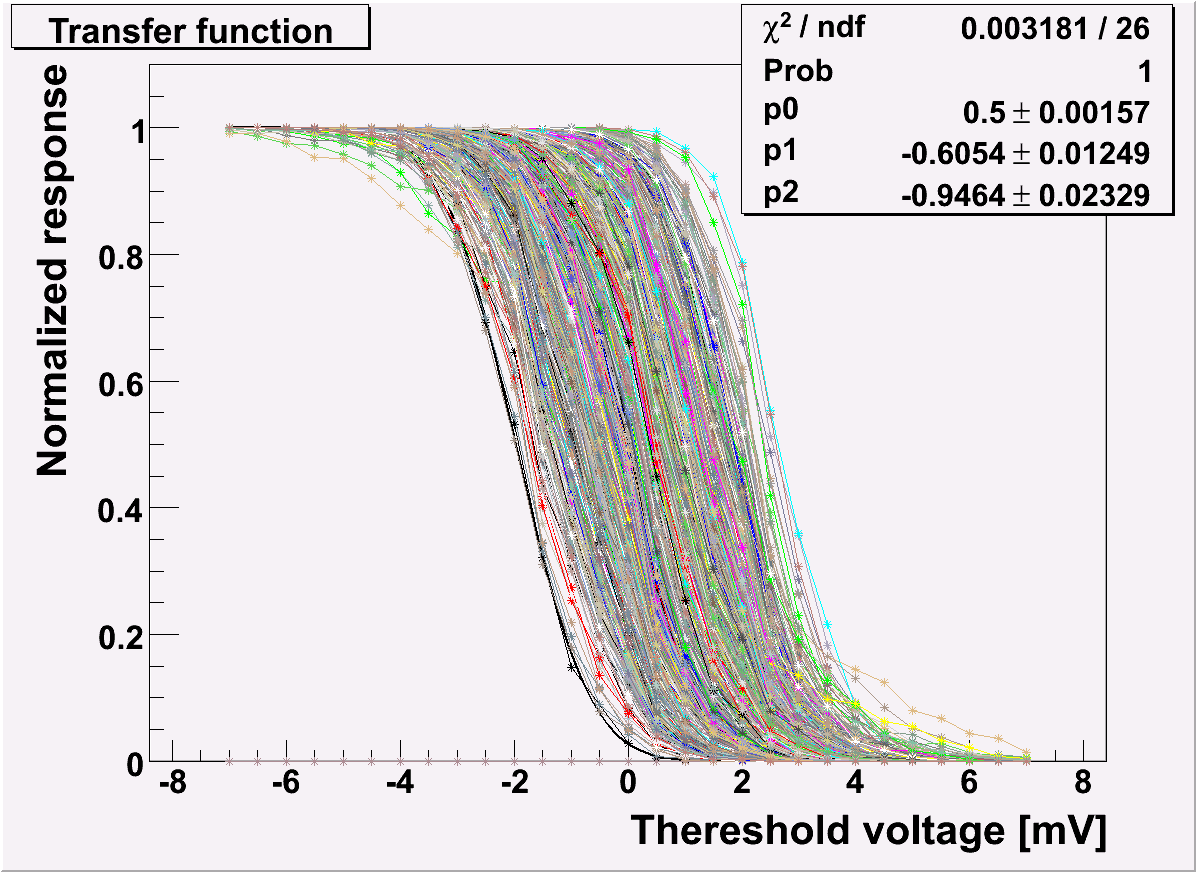 Transfer function
χ² / ndf 0.003181 / 26
Prob 1
p0 0.5 ± 0.00157
p1 -0.6054 ± 0.01249
p2 -0.9464 ± 0.02329
Normalized response
1
0.8
0.6
0.4
0.2
0
-8 -6 -4 -2 0 2 4 6 8
Thereshold voltage [mV]